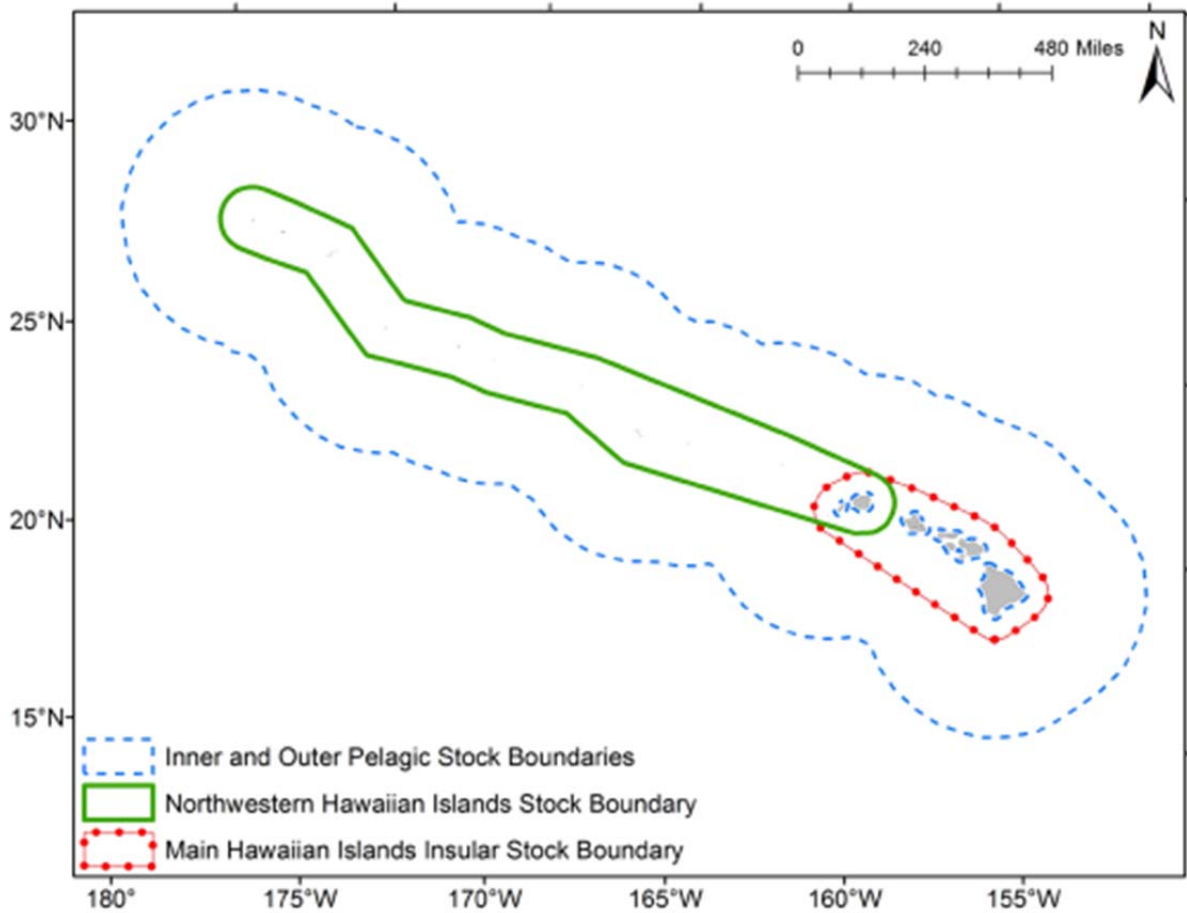 N
0 240 480 Miles
30°N
25°N
20°N
15°N
Inner and Outer Pelagic Stock Boundaries
Northwestern Hawaiian Islands Stock Boundary
Main Hawaiian Islands Insular Stock Boundary
180° 175°W 170°W 165°W 160°W 155°W